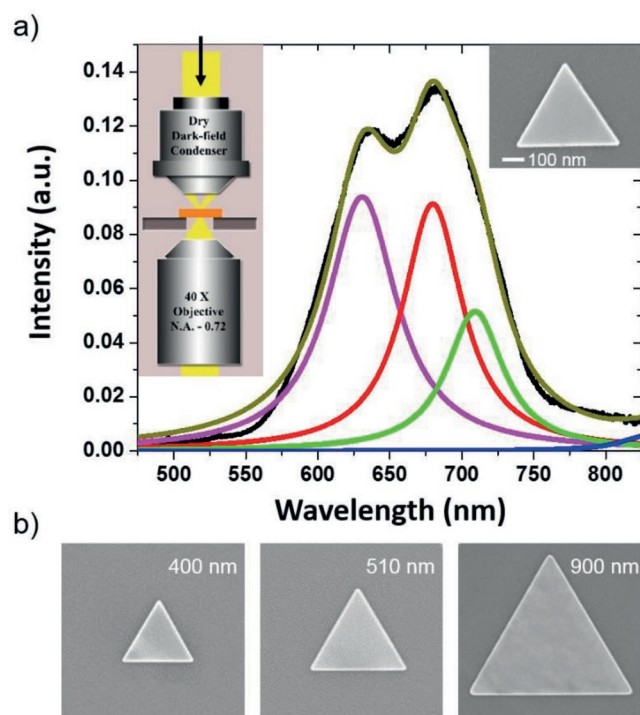 a)
Intensity (a.u.)
0.14
0.12
0.10
0.08
0.06
0.04
0.02
0.00
Dry
Dark-field
Condenser
40 X
Objective
N.A. - 0.72
100 nm
500 550 600 650 700 750 800
Wavelength (nm)
b)
400 nm
510 nm
900 nm